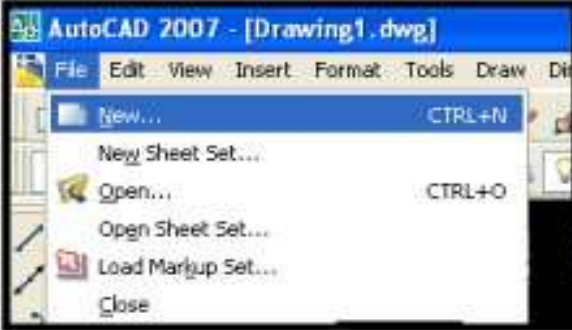 AutoCAD 2007 - [Drawing1.dwg]
File Edit View Insert Format Tools Draw
New... CTRL+N
New Sheet Set...
Open... CTRL+O
Open Sheet Set...
Load Markup Set...
Close